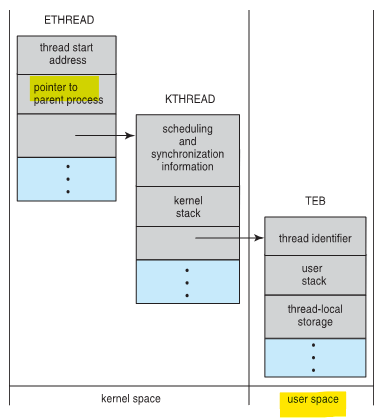 ETHREAD
thread start
address
pointer to
parent process
KTHREAD
scheduling
and
synchronization
information
kernel
stack
TEB
thread identifier
user
stack
thread-local
storage
kernel space
user space